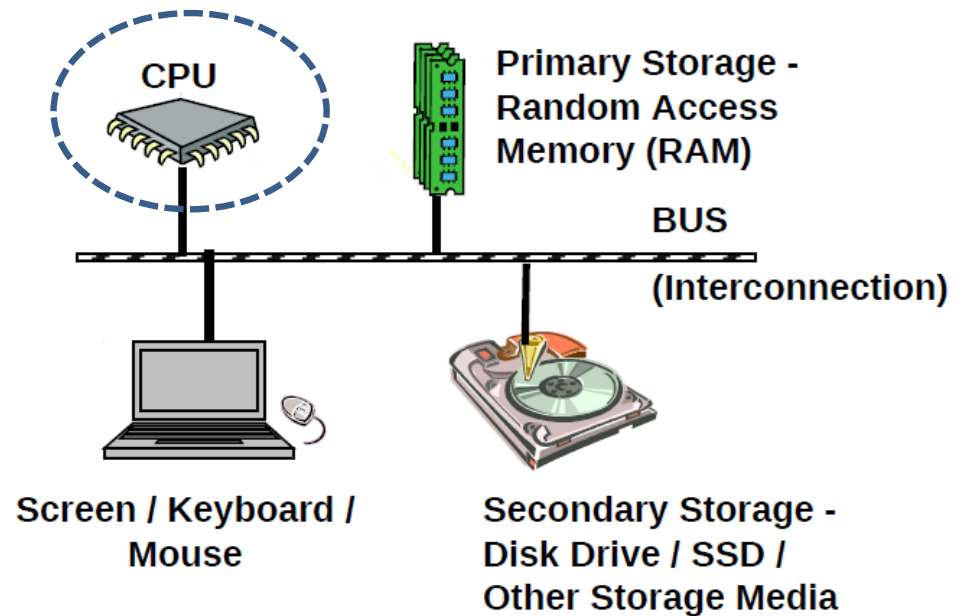 CPU
Primary Storage -
Random Access
Memory (RAM)
BUS
(Interconnection)
Screen / Keyboard /
Mouse
Secondary Storage -
Disk Drive / SSD /
Other Storage Media